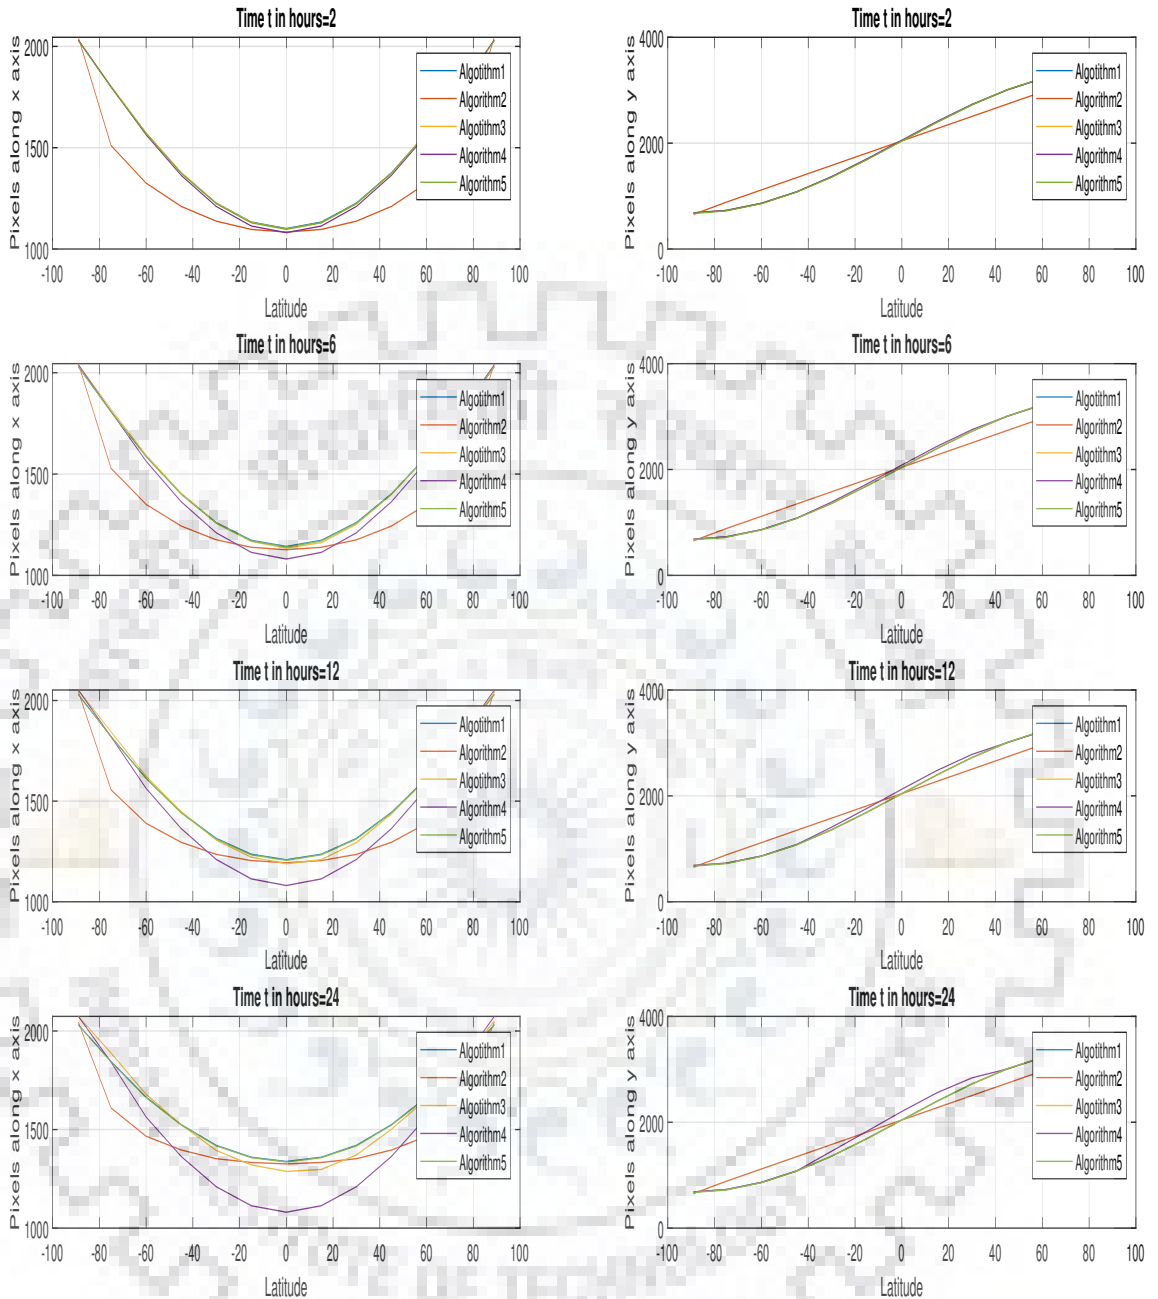 Time t in hours=2
Pixels along x axis
2000
1500
1000
-100 -80 -60 -40 -20 0 20 40 60 80 100
Latitude
Algotithm1
Algorithm2
Algotithm3
Algorithm4
Algorithm5
Time t in hours=2
Pixels along y axis
4000
2000
0
-100 -80 -60 -40 -20 0 20 40 60 80 100
Latitude
Algotithm1
Algorithm2
Algotithm3
Algorithm4
Algorithm5
Time t in hours=6
Pixels along x axis
2000
1500
1000
-100 -80 -60 -40 -20 0 20 40 60 80 100
Latitude
Algotithm1
Algorithm2
Algotithm3
Algorithm4
Algorithm5
Time t in hours=6
Pixels along y axis
4000
2000
0
-100 -80 -60 -40 -20 0 20 40 60 80 100
Latitude
Algotithm1
Algorithm2
Algotithm3
Algorithm4
Algorithm5
Time t in hours=12
Pixels along x axis
2000
1500
1000
-100 -80 -60 -40 -20 0 20 40 60 80 100
Latitude
Algotithm1
Algorithm2
Algotithm3
Algorithm4
Algorithm5
Time t in hours=12
Pixels along y axis
4000
2000
0
-100 -80 -60 -40 -20 0 20 40 60 80 100
Latitude
Algotithm1
Algorithm2
Algotithm3
Algorithm4
Algorithm5
Time t in hours=24
Pixels along x axis
2000
1500
1000
-100 -80 -60 -40 -20 0 20 40 60 80 100
Latitude
Algotithm1
Algorithm2
Algotithm3
Algorithm4
Algorithm5
Time t in hours=24
Pixels along y axis
4000
2000
0
-100 -80 -60 -40 -20 0 20 40 60 80 100
Latitude
Algotithm1
Algorithm2
Algotithm3
Algorithm4
Algorithm5